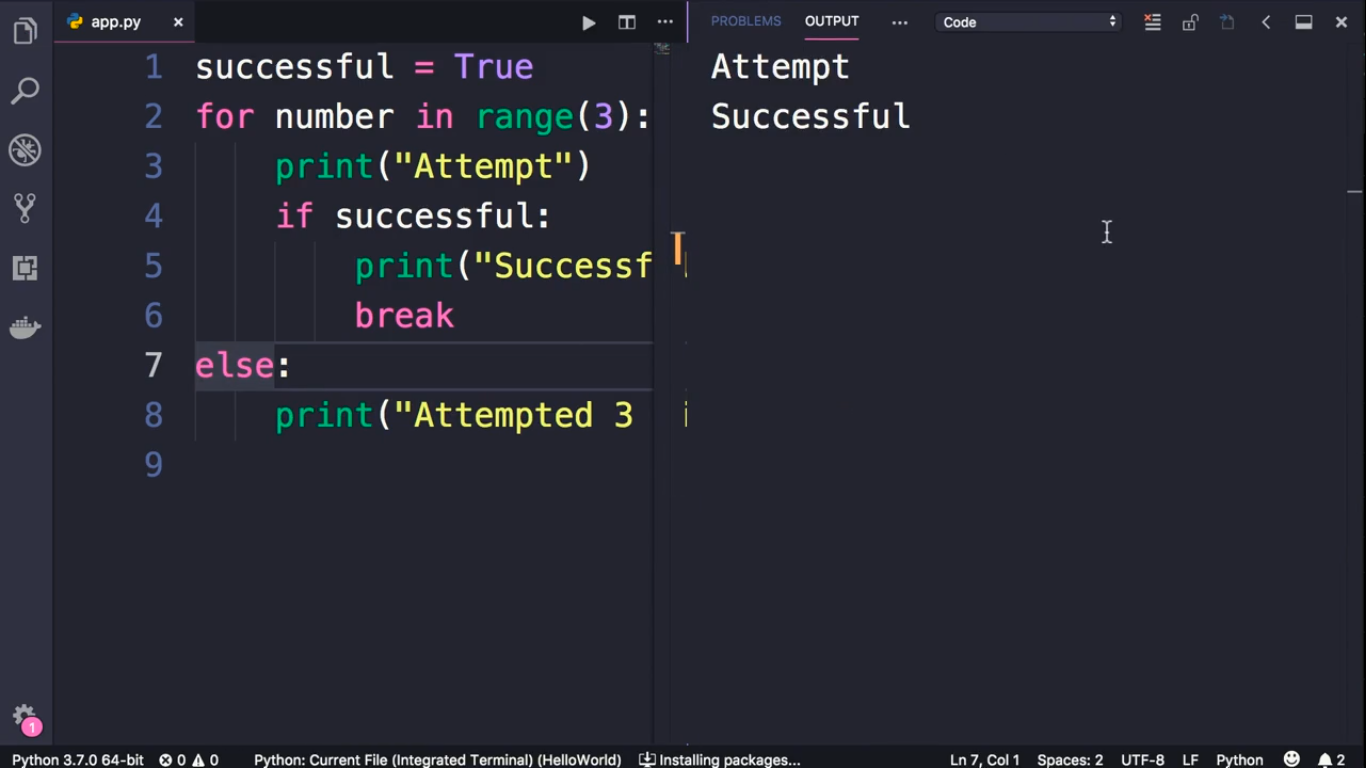 app.py
PROBLEMS OUTPUT Code
1 successful = True
2 for number in range(3):
3 print("Attempt")
4 if successful:
5 print("Successf
6 break
7 else:
8 print("Attempted 3
9
Attempt
Successful
1
Python 3.7.0 64-bit 0 0 Python: Current File (Integrated Terminal) (HelloWorld) Installing packages... Ln 7, Col 1 Spaces: 2 UTF-8 LF Python 2